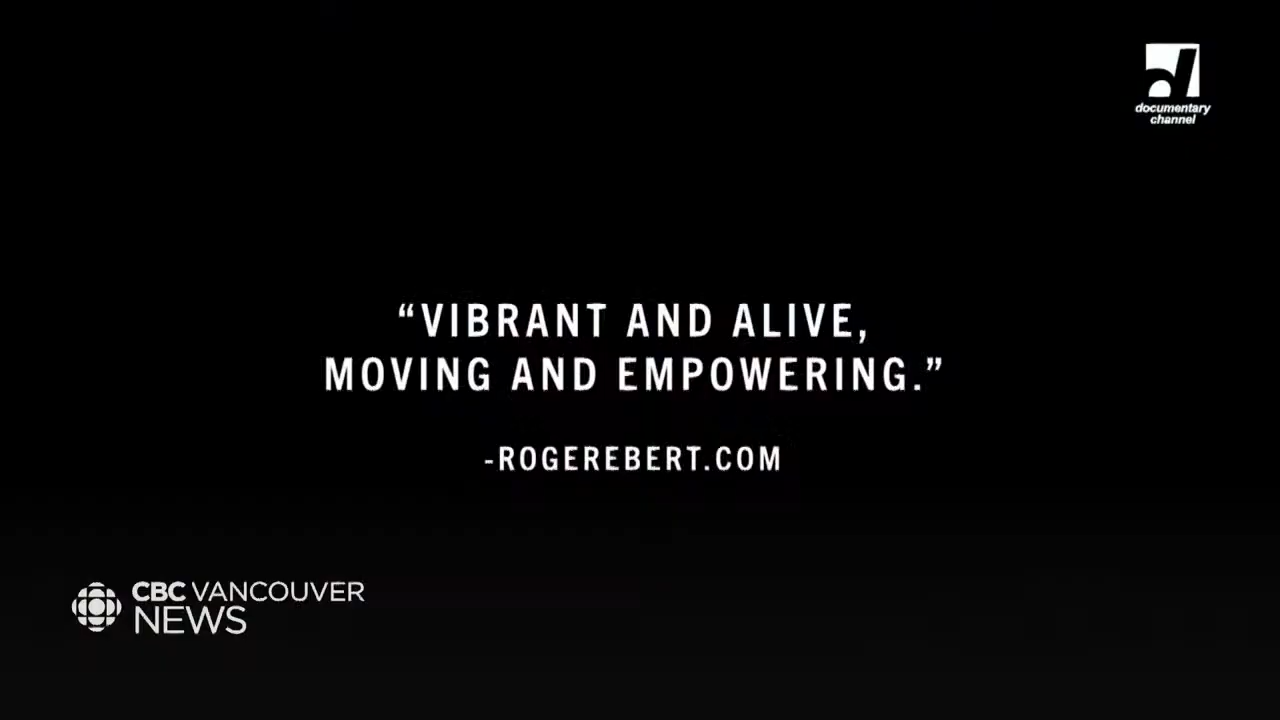 documentary
channel
“VIBRANT AND ALIVE,
MOVING AND EMPOWERING.”
-ROGEREBERT.COM
CBC VANCOUVER
NEWS